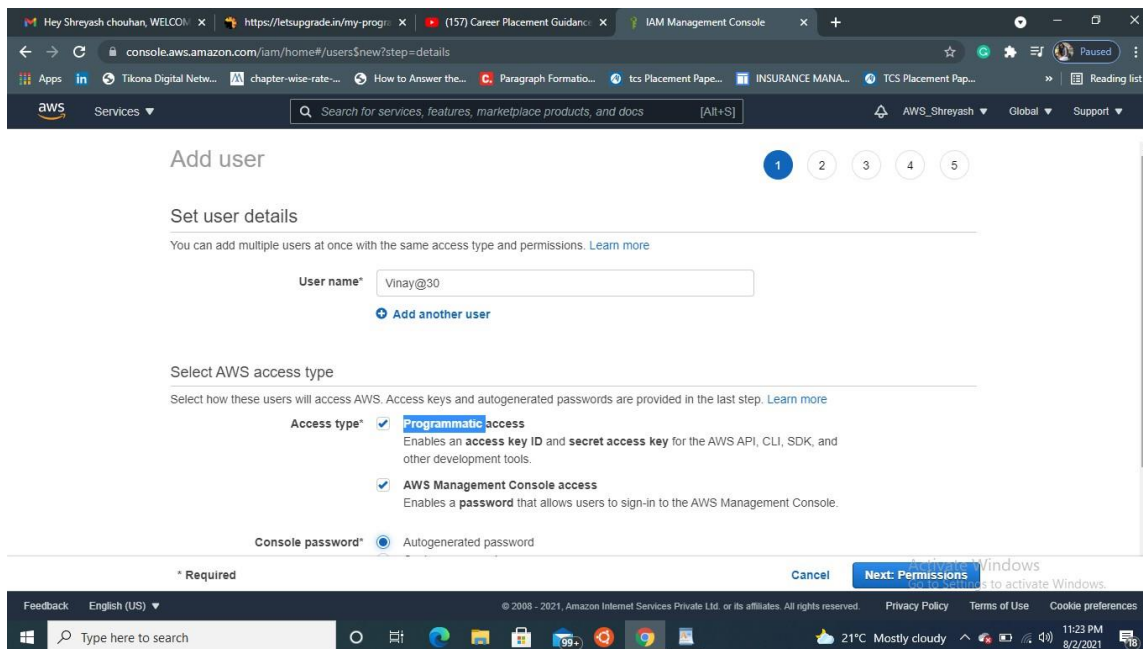 Hey Shreyash chouhan, WELCOM
https://letsupgrade.in/my-progra
(157) Career Placement Guidance
IAM Management Console
console.aws.amazon.com/iam/home#/users$new?step=details
Paused
Apps
Tikona Digital Netw...
chapter-wise-rate-...
How to Answer the...
Paragraph Formatio...
tcs Placement Pape...
INSURANCE MANA...
TCS Placement Pap...
»
Reading list
aws
Services ▼
Search for services, features, marketplace products, and docs
[Alt+S]
AWS_Shreyash ▼
Global ▼
Support ▼
Add user
1 2 3 4 5
Set user details
You can add multiple users at once with the same access type and permissions. Learn more
User name*
Vinay@30
Add another user
Select AWS access type
Select how these users will access AWS. Access keys and autogenerated passwords are provided in the last step. Learn more
Access type*
Programmatic access
Enables an access key ID and secret access key for the AWS API, CLI, SDK, and
other development tools.
AWS Management Console access
Enables a password that allows users to sign-in to the AWS Management Console.
Console password*
Autogenerated password
* Required
Cancel
Next: Permissions
Activate Windows
Go to Settings to activate Windows.
Feedback
English (US) ▼
© 2008 - 2021, Amazon Internet Services Private Ltd. or its affiliates. All rights reserved.
Privacy Policy
Terms of Use
Cookie preferences
Type here to search
99+
21°C Mostly cloudy
11:23 PM
8/2/2021
18